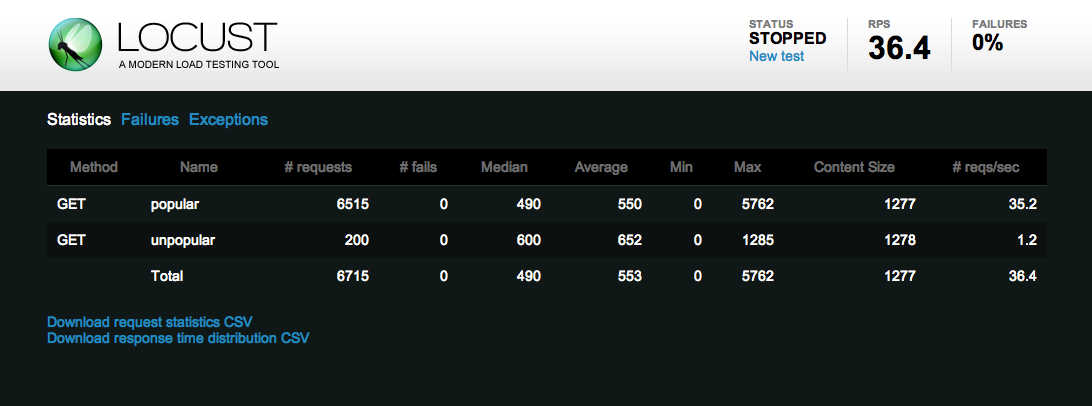 LOCUST
A MODERN LOAD TESTING TOOL
STATUS RPS FAILURES
STOPPED 36.4 0%
New test
Statistics Failures Exceptions
Method Name # requests # fails Median Average Min Max Content Size # reqs/sec
GET popular 6515 0 490 550 0 5762 1277 35.2
GET unpopular 200 0 600 652 0 1285 1278 1.2
Total 6715 0 490 553 0 5762 1277 36.4
Download request statistics CSV
Download response time distribution CSV